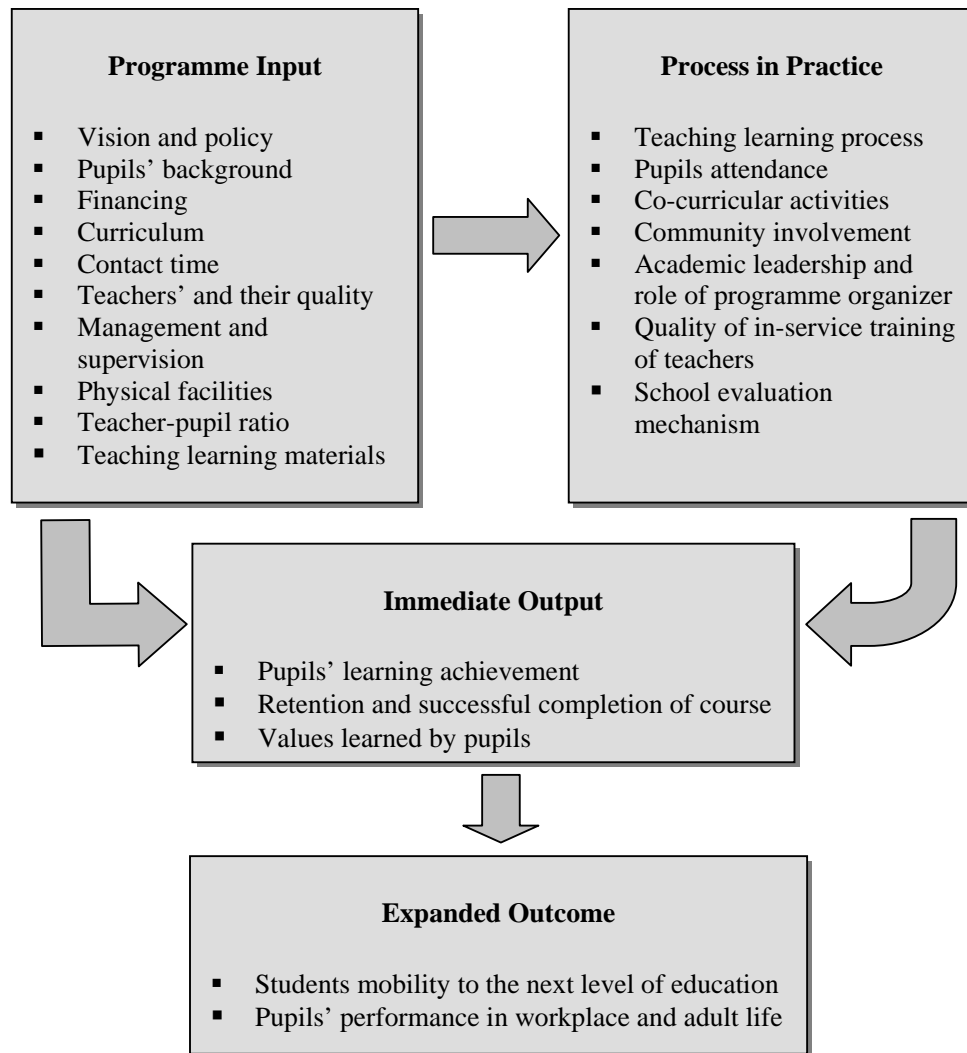 Programme Input
▪ Vision and policy
▪ Pupils' background
▪ Financing
▪ Curriculum
▪ Contact time
▪ Teachers' and their quality
▪ Management and
supervision
▪ Physical facilities
▪ Teacher-pupil ratio
▪ Teaching learning materials
Process in Practice
▪ Teaching learning process
▪ Pupils attendance
▪ Co-curricular activities
▪ Community involvement
▪ Academic leadership and
role of programme organizer
▪ Quality of in-service training
of teachers
▪ School evaluation
mechanism
Immediate Output
▪ Pupils' learning achievement
▪ Retention and successful completion of course
▪ Values learned by pupils
Expanded Outcome
▪ Students mobility to the next level of education
▪ Pupils' performance in workplace and adult life